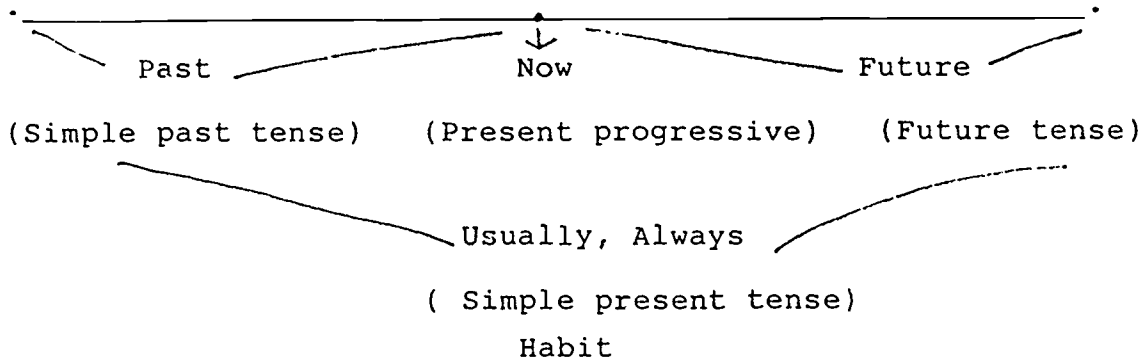 Past Now Future
(Simple past tense) (Present progressive) (Future tense)
Usually, Always
( Simple present tense)
Habit